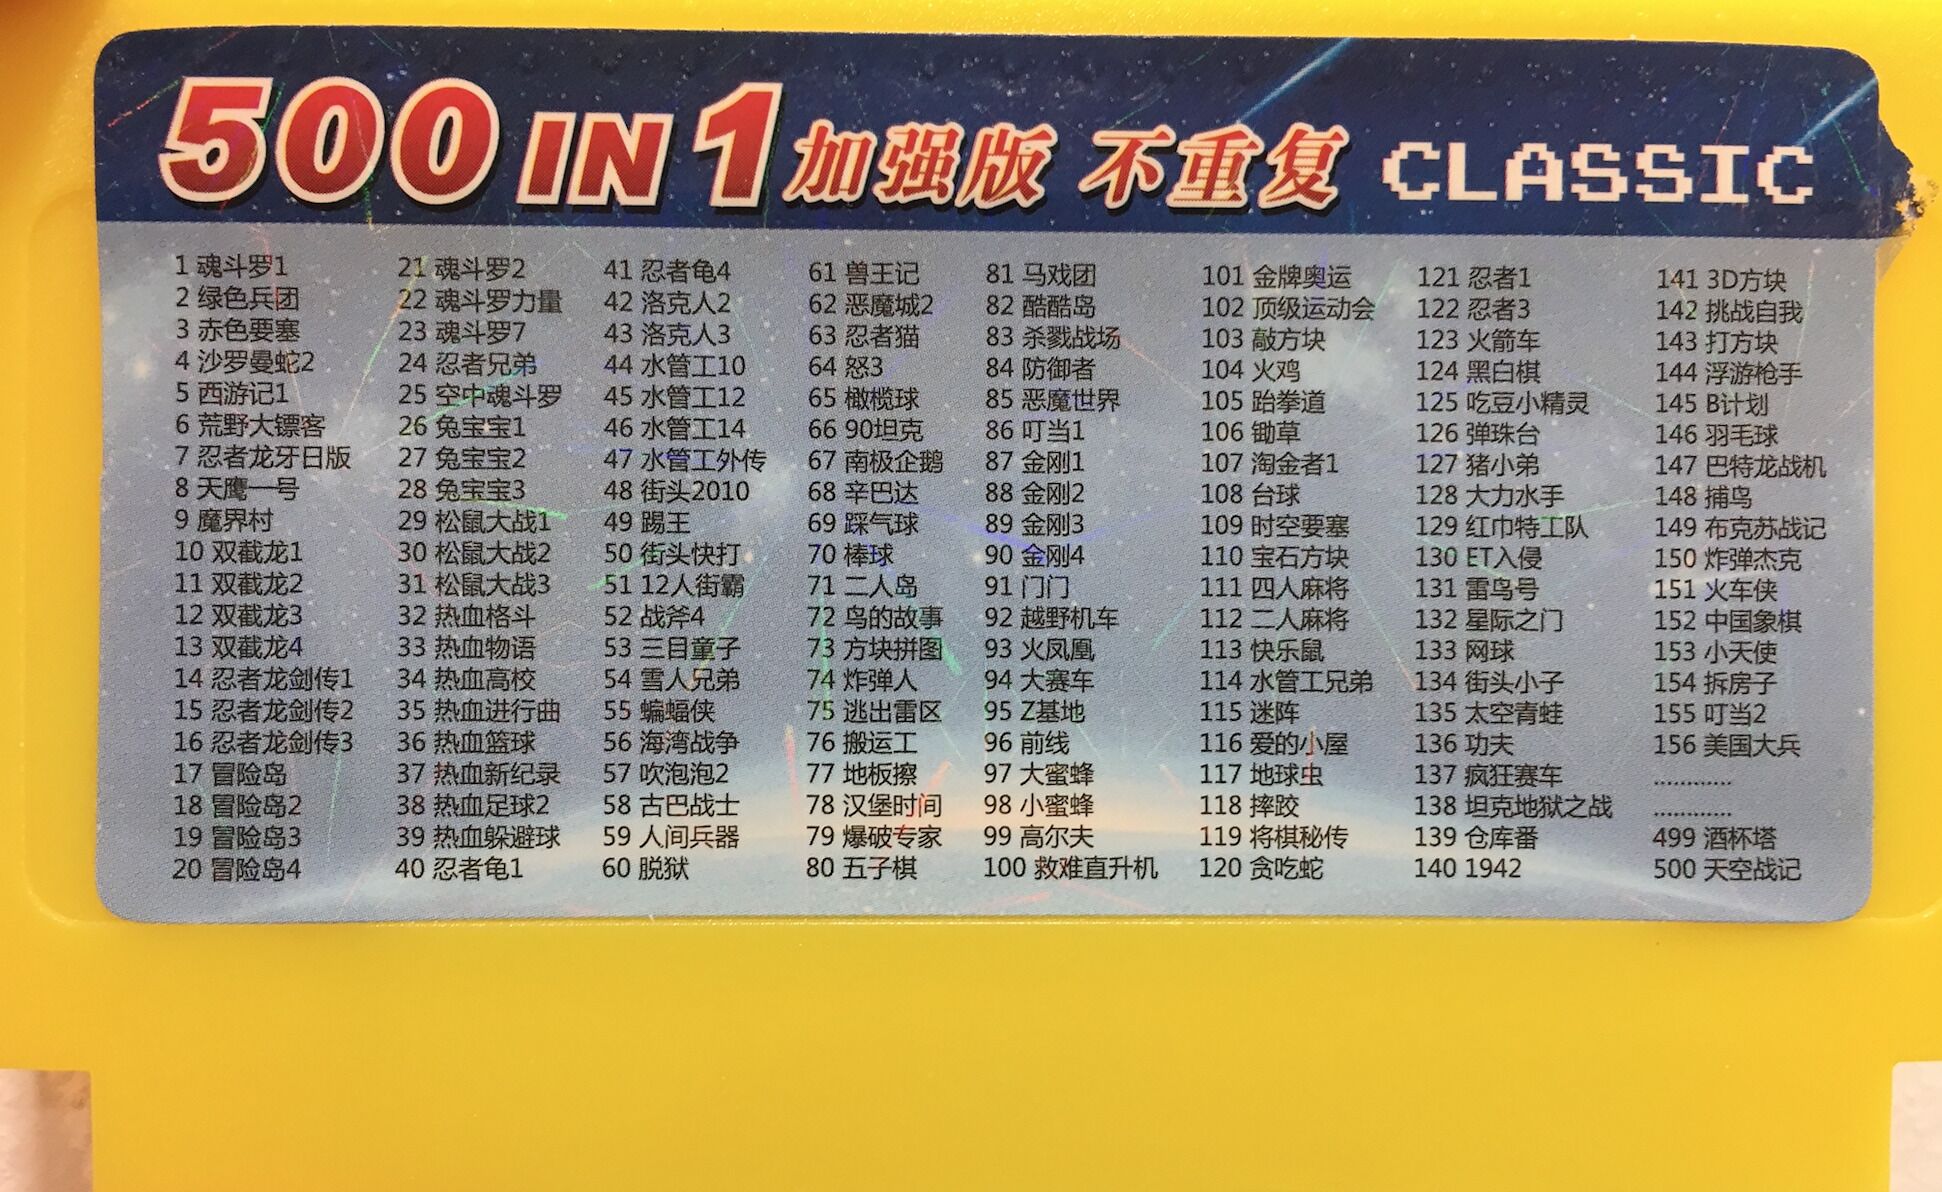 500 IN 1 加强版 不重复 CLASSIC
1 魂斗罗1
2 绿色兵团
3 赤色要塞
4 沙罗曼蛇2
5 西游记1
6 荒野大镖客
7 忍者龙牙日版
8 天鹰一号
9 魔界村
10 双截龙1
11 双截龙2
12 双截龙3
13 双截龙4
14 忍者龙剑传1
15 忍者龙剑传2
16 忍者龙剑传3
17 冒险岛
18 冒险岛2
19 冒险岛3
20 冒险岛4
21 魂斗罗2
22 魂斗罗力量
23 魂斗罗7
24 忍者兄弟
25 空中魂斗罗
26 兔宝宝1
27 兔宝宝2
28 兔宝宝3
29 松鼠大战1
30 松鼠大战2
31 松鼠大战3
32 热血格斗
33 热血物语
34 热血高校
35 热血进行曲
36 热血篮球
37 热血新纪录
38 热血足球2
39 热血躲避球
40 忍者龟1
41 忍者龟4
42 洛克人2
43 洛克人3
44 水管工10
45 水管工12
46 水管工14
47 水管工外传
48 街头2010
49 踢王
50 街头快打
51 12人街霸
52 战斧4
53 三目童子
54 雪人兄弟
55 蝙蝠侠
56 海湾战争
57 吹泡泡2
58 古巴战士
59 人间兵器
60 脱狱
61 兽王记
62 恶魔城2
63 忍者猫
64 怒3
65 橄榄球
66 90坦克
67 南极企鹅
68 辛巴达
69 踩气球
70 棒球
71 二人岛
72 鸟的故事
73 方块拼图
74 炸弹人
75 逃出雷区
76 搬运工
77 地板擦
78 汉堡时间
79 爆破专家
80 五子棋
81 马戏团
82 酷酷岛
83 杀戮战场
84 防御者
85 恶魔世界
86 叮当1
87 金刚1
88 金刚2
89 金刚3
90 金刚4
91 门门
92 越野机车
93 火凤凰
94 大赛车
95 Z基地
96 前线
97 大蜜蜂
98 小蜜蜂
99 高尔夫
100 救难直升机
101 金牌奥运
102 顶级运动会
103 敲方块
104 火鸡
105 跆拳道
106 锄草
107 淘金者1
108 台球
109 时空要塞
110 宝石方块
111 四人麻将
112 二人麻将
113 快乐鼠
114 水管工兄弟
115 迷阵
116 爱的小屋
117 地球虫
118 摔跤
119 将棋秘传
120 贪吃蛇
121 忍者1
122 忍者3
123 火箭车
124 黑白棋
125 吃豆小精灵
126 弹珠台
127 猪小弟
128 大力水手
129 红巾特工队
130 ET入侵
131 雷鸟号
132 星际之门
133 网球
134 街头小子
135 太空青蛙
136 功夫
137 疯狂赛车
138 坦克地狱之战
139 仓库番
140 1942
141 3D方块
142 挑战自我
143 打方块
144 浮游枪手
145 B计划
146 羽毛球
147 巴特龙战机
148 捕鸟
149 布克苏战记
150 炸弹杰克
151 火车侠
152 中国象棋
153 小天使
154 拆房子
155 叮当2
156 美国大兵
............
............
499 酒杯塔
500 天空战记